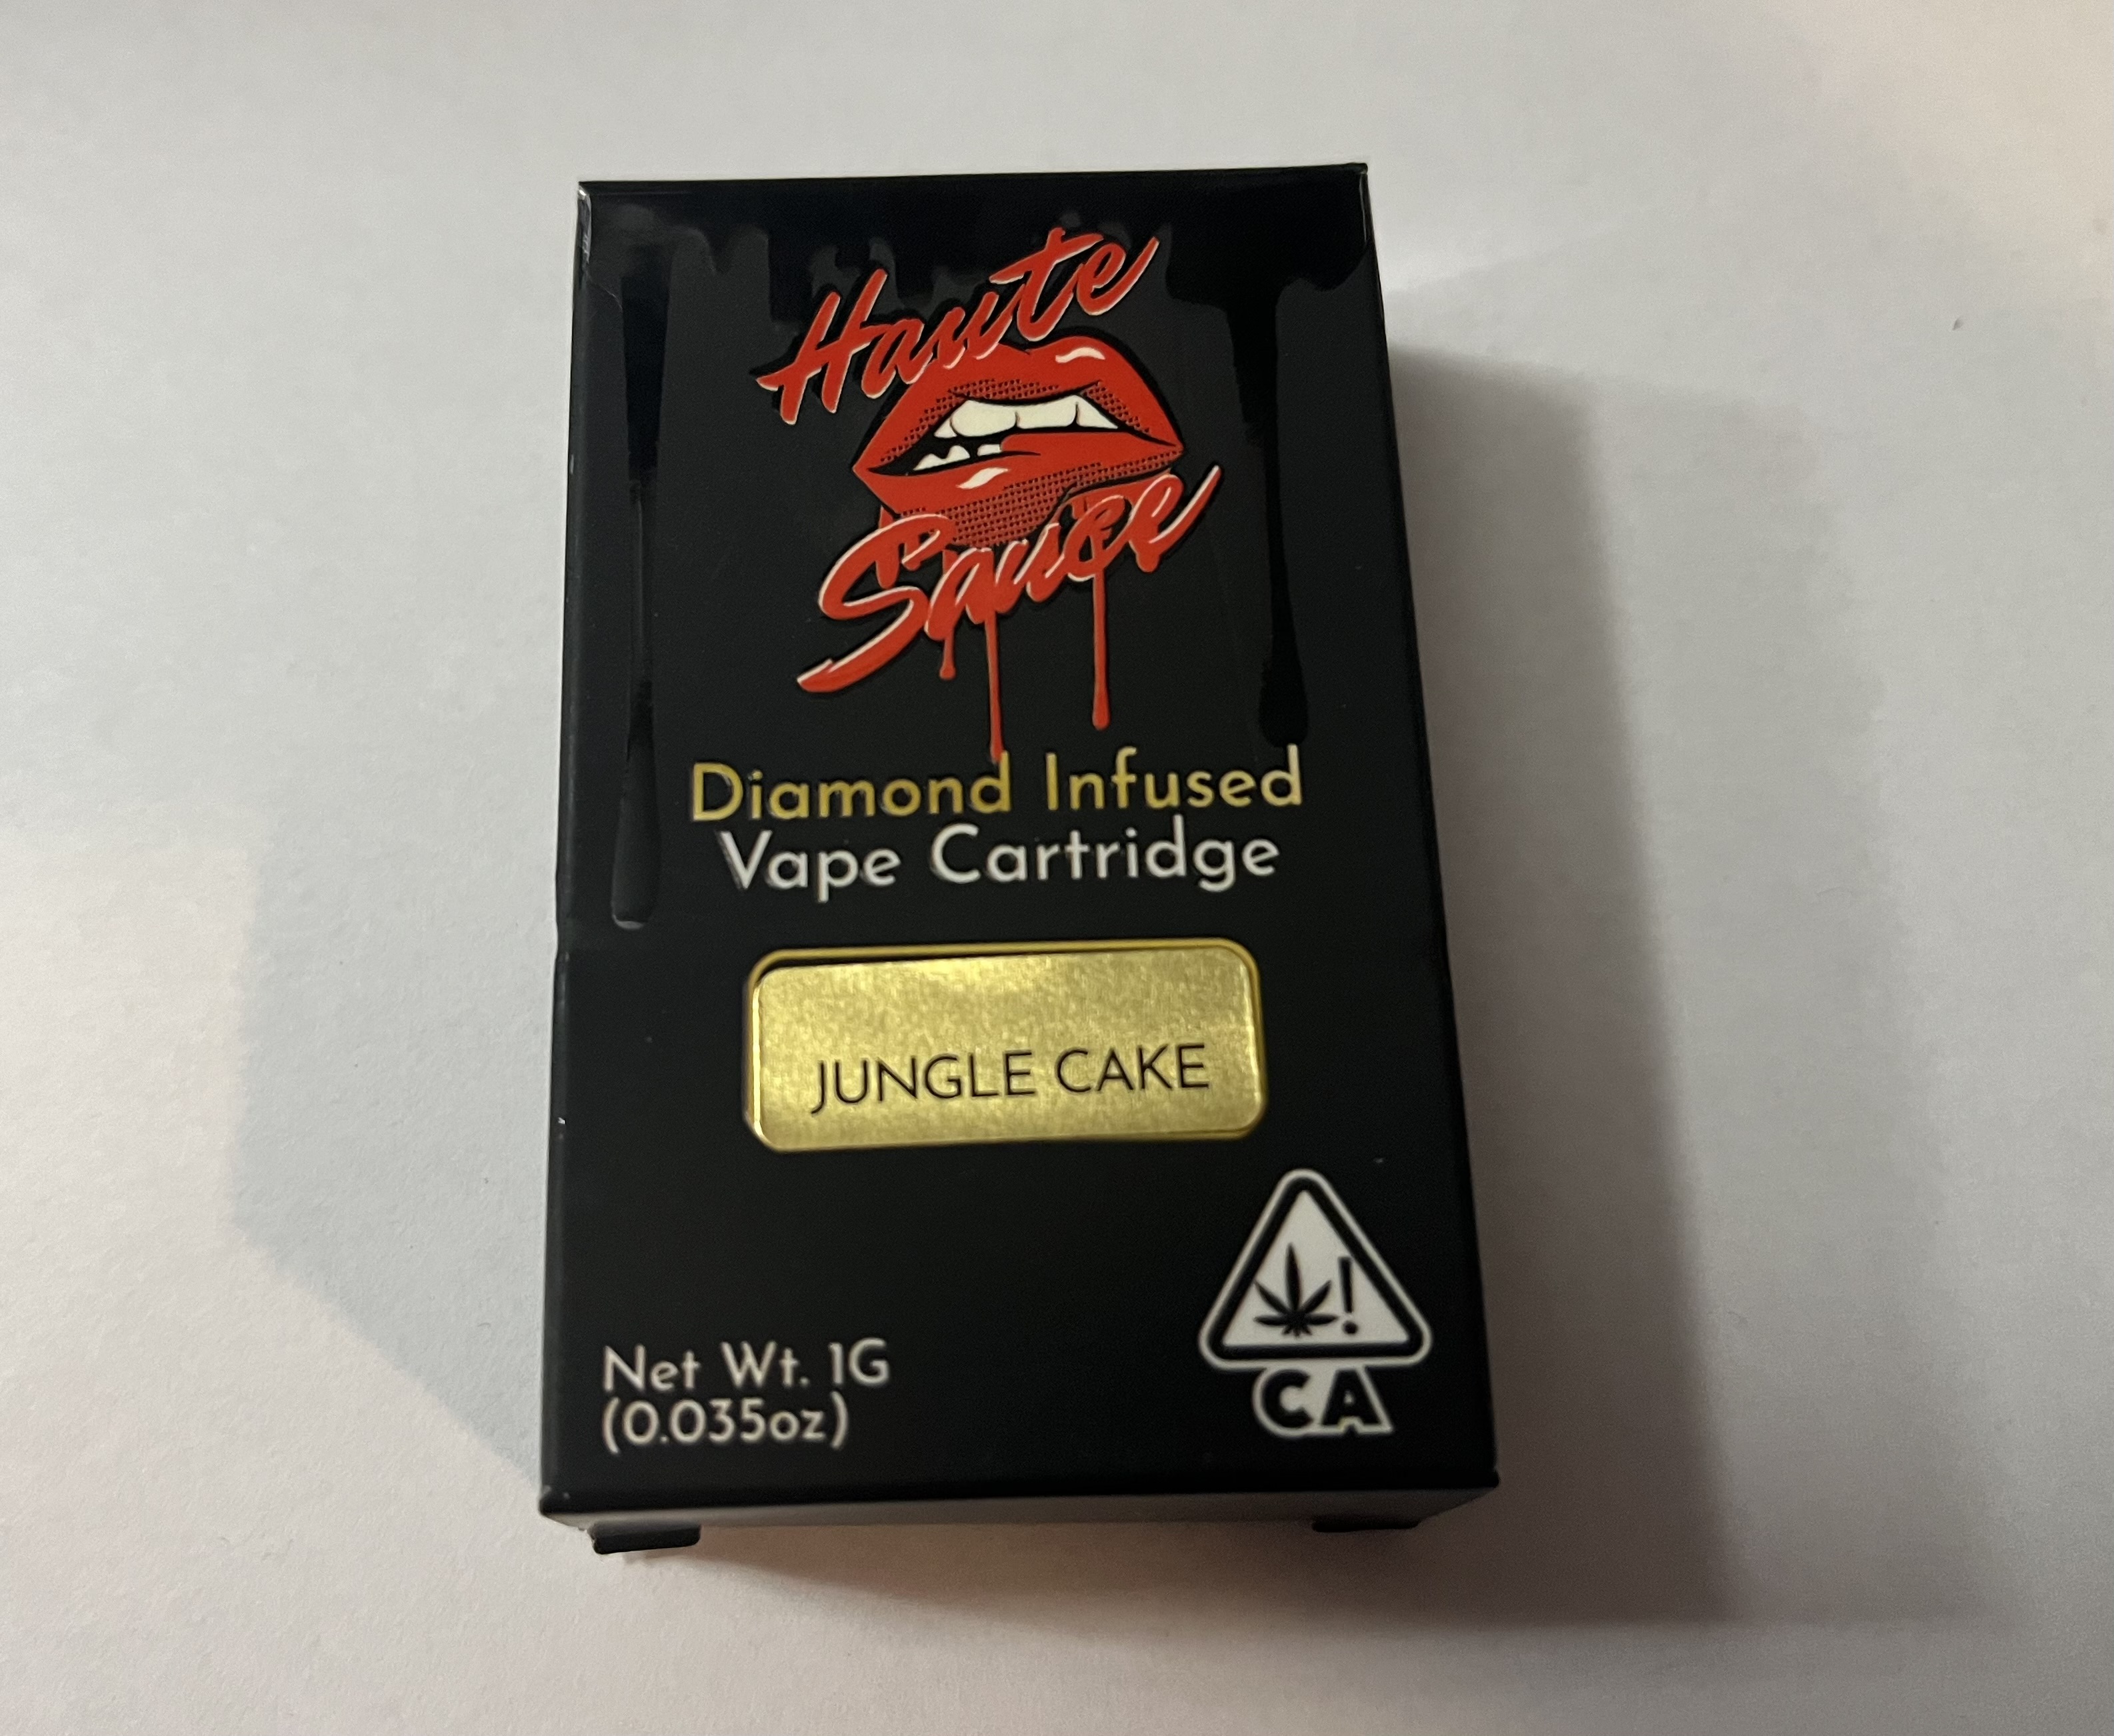 Haute
Sauce
Diamond Infused
Vape Cartridge
JUNGLE CAKE
!
CA
Net Wt. 1G
(0.035oz)